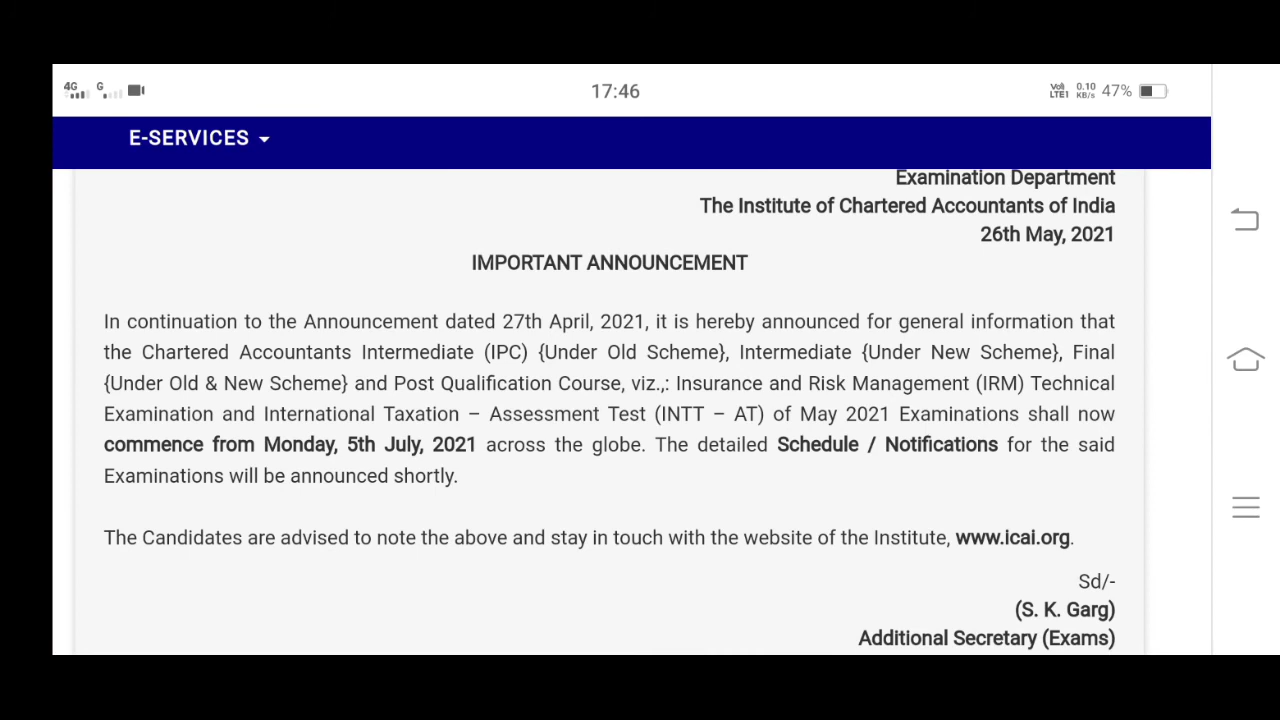 4G G 17:46 Vo)) LTE1 0.10 KB/s 47%
E-SERVICES
Examination Department
The Institute of Chartered Accountants of India
26th May, 2021
IMPORTANT ANNOUNCEMENT
In continuation to the Announcement dated 27th April, 2021, it is hereby announced for general information that
the Chartered Accountants Intermediate (IPC) {Under Old Scheme}, Intermediate {Under New Scheme}, Final
{Under Old & New Scheme} and Post Qualification Course, viz.,: Insurance and Risk Management (IRM) Technical
Examination and International Taxation – Assessment Test (INTT – AT) of May 2021 Examinations shall now
commence from Monday, 5th July, 2021 across the globe. The detailed Schedule / Notifications for the said
Examinations will be announced shortly.
The Candidates are advised to note the above and stay in touch with the website of the Institute, www.icai.org.
Sd/-
(S. K. Garg)
Additional Secretary (Exams)